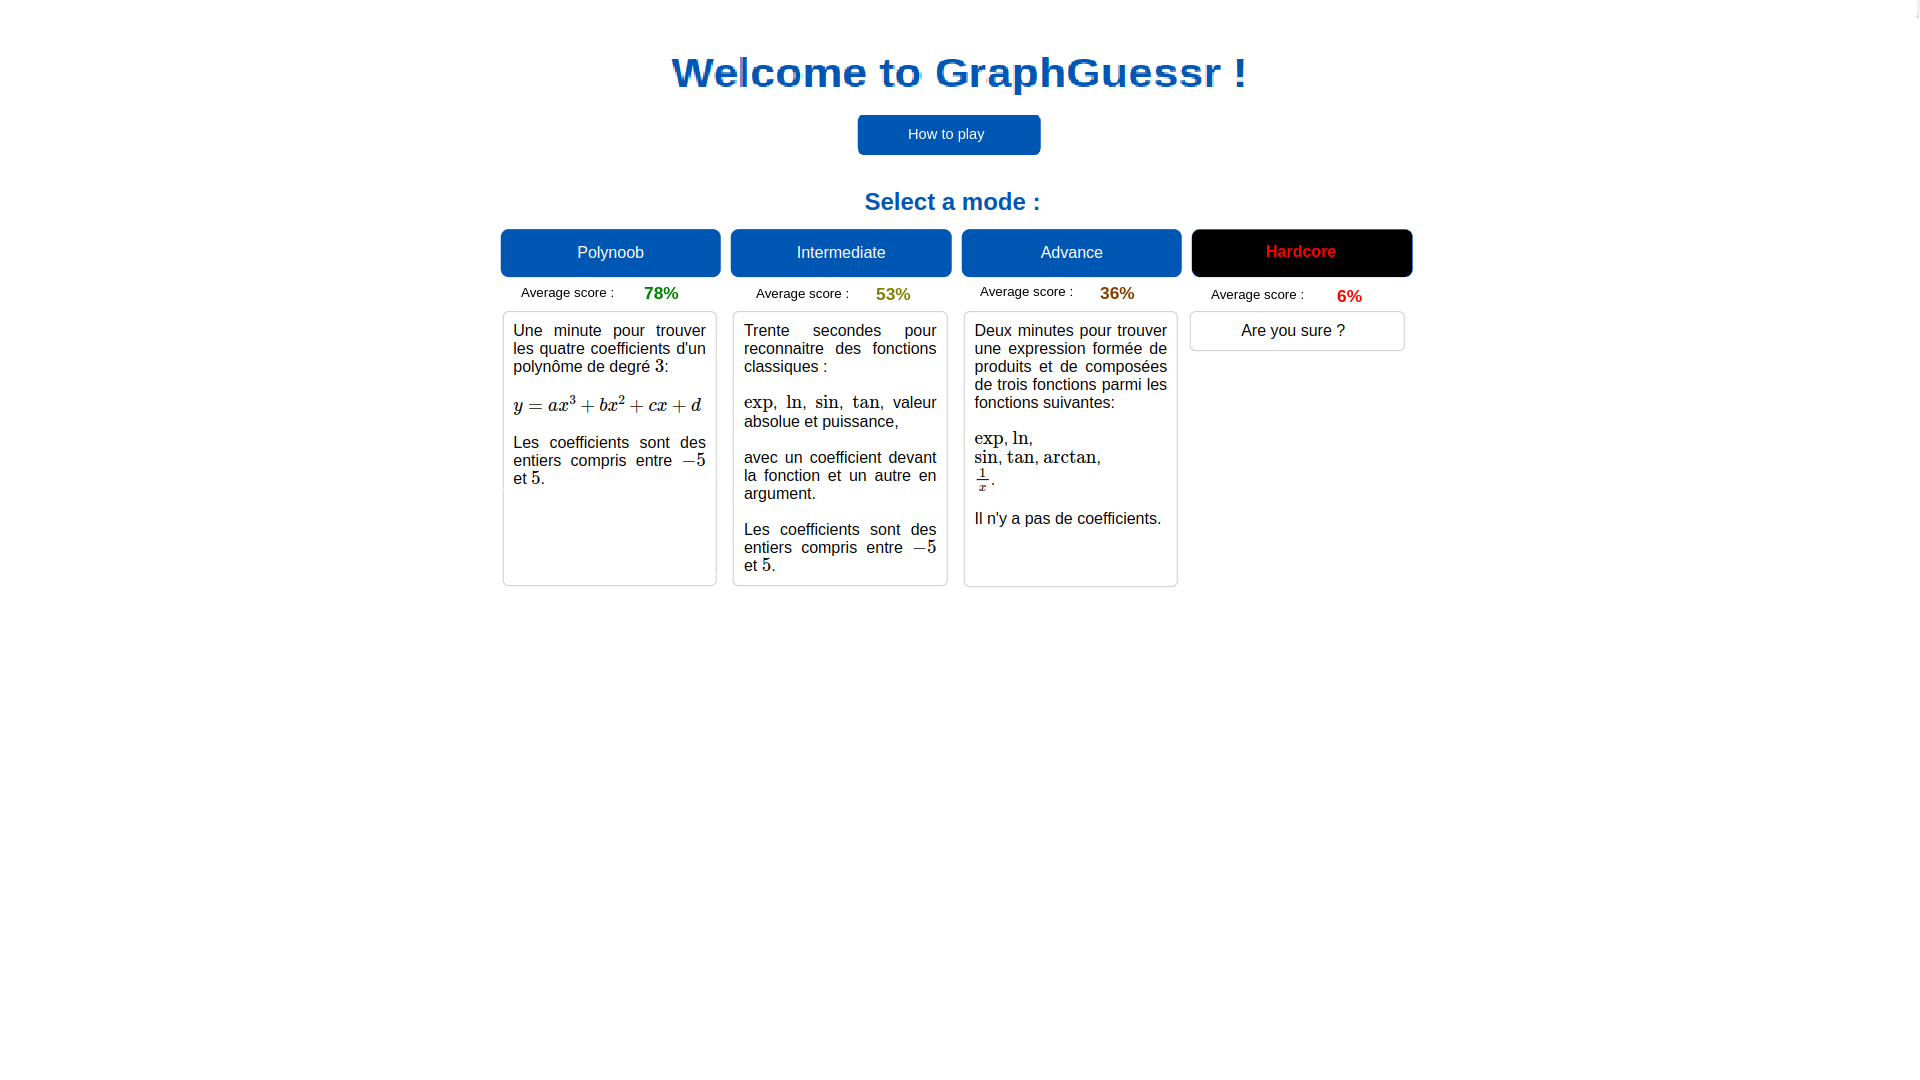 Welcome to GraphGuessr !
How to play
Select a mode :
Polynoob
Average score : 78%
Une minute pour trouver
les quatre coefficients d'un
polynôme de degré 3:
y = ax³ + bx² + cx + d
Les coefficients sont des
entiers compris entre −5
et 5.
Intermediate
Average score : 53%
Trente secondes pour
reconnaitre des fonctions
classiques :
exp, ln, sin, tan, valeur
absolue et puissance,
avec un coefficient devant
la fonction et un autre en
argument.
Les coefficients sont des
entiers compris entre −5
et 5.
Advance
Average score : 36%
Deux minutes pour trouver
une expression formée de
produits et de composées
de trois fonctions parmi les
fonctions suivantes:
exp, ln,
sin, tan, arctan,
1/x.
Il n'y a pas de coefficients.
Hardcore
Average score : 6%
Are you sure ?